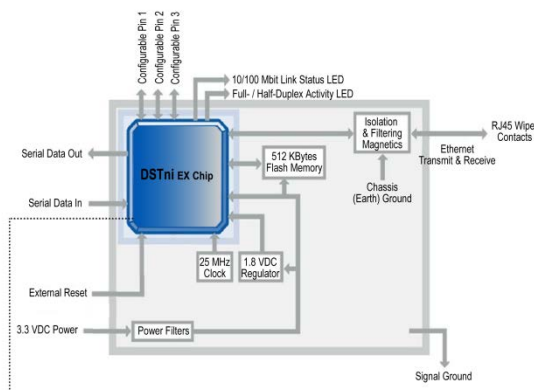 Configurable Pin 1
Configurable Pin 2
Configurable Pin 3
10/100 Mbit Link Status LED
Full- / Half-Duplex Activity LED
Isolation
& Filtering
Magnetics
RJ45 Wipe
Contacts
Ethernet
Transmit & Receive
Serial Data Out
DSTni EX Chip
512 KBytes
Flash Memory
Chassis
(Earth) Ground
Serial Data In
25 MHz
Clock
1.8 VDC
Regulator
External Reset
3.3 VDC Power
Power Filters
Signal Ground